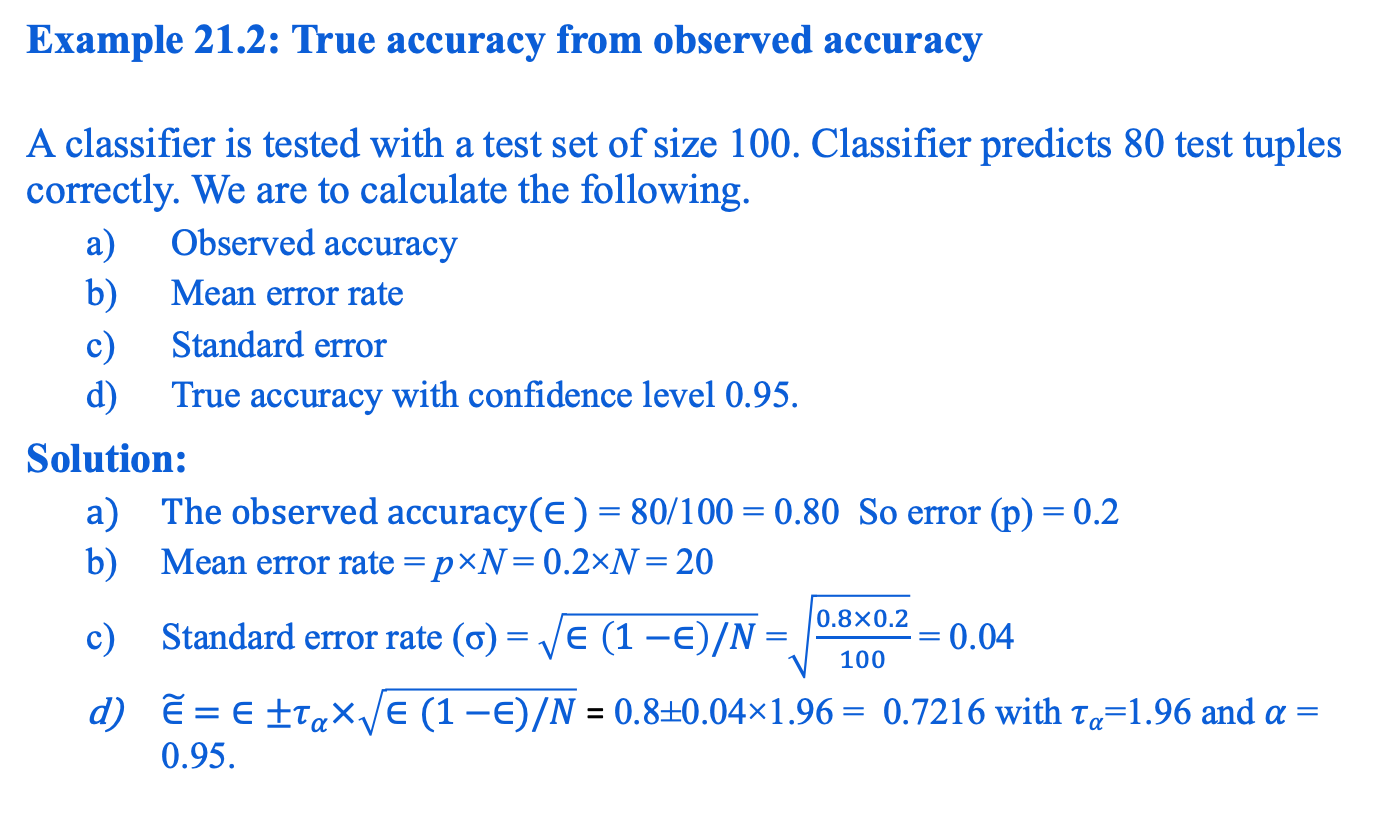 Example 21.2: True accuracy from observed accuracy
A classifier is tested with a test set of size 100. Classifier predicts 80 test tuples
correctly. We are to calculate the following.
a) Observed accuracy
b) Mean error rate
c) Standard error
d) True accuracy with confidence level 0.95.
Solution:
a) The observed accuracy(∈ ) = 80/100 = 0.80 So error (p) = 0.2
b) Mean error rate = p×N = 0.2×N = 20
c) Standard error rate (σ) = √∈ (1 −∈)/N = √(0.8×0.2/100) = 0.04
d) ∈̃ = ∈ ±τα×√∈ (1 −∈)/N = 0.8±0.04×1.96 = 0.7216 with τα=1.96 and α =
0.95.